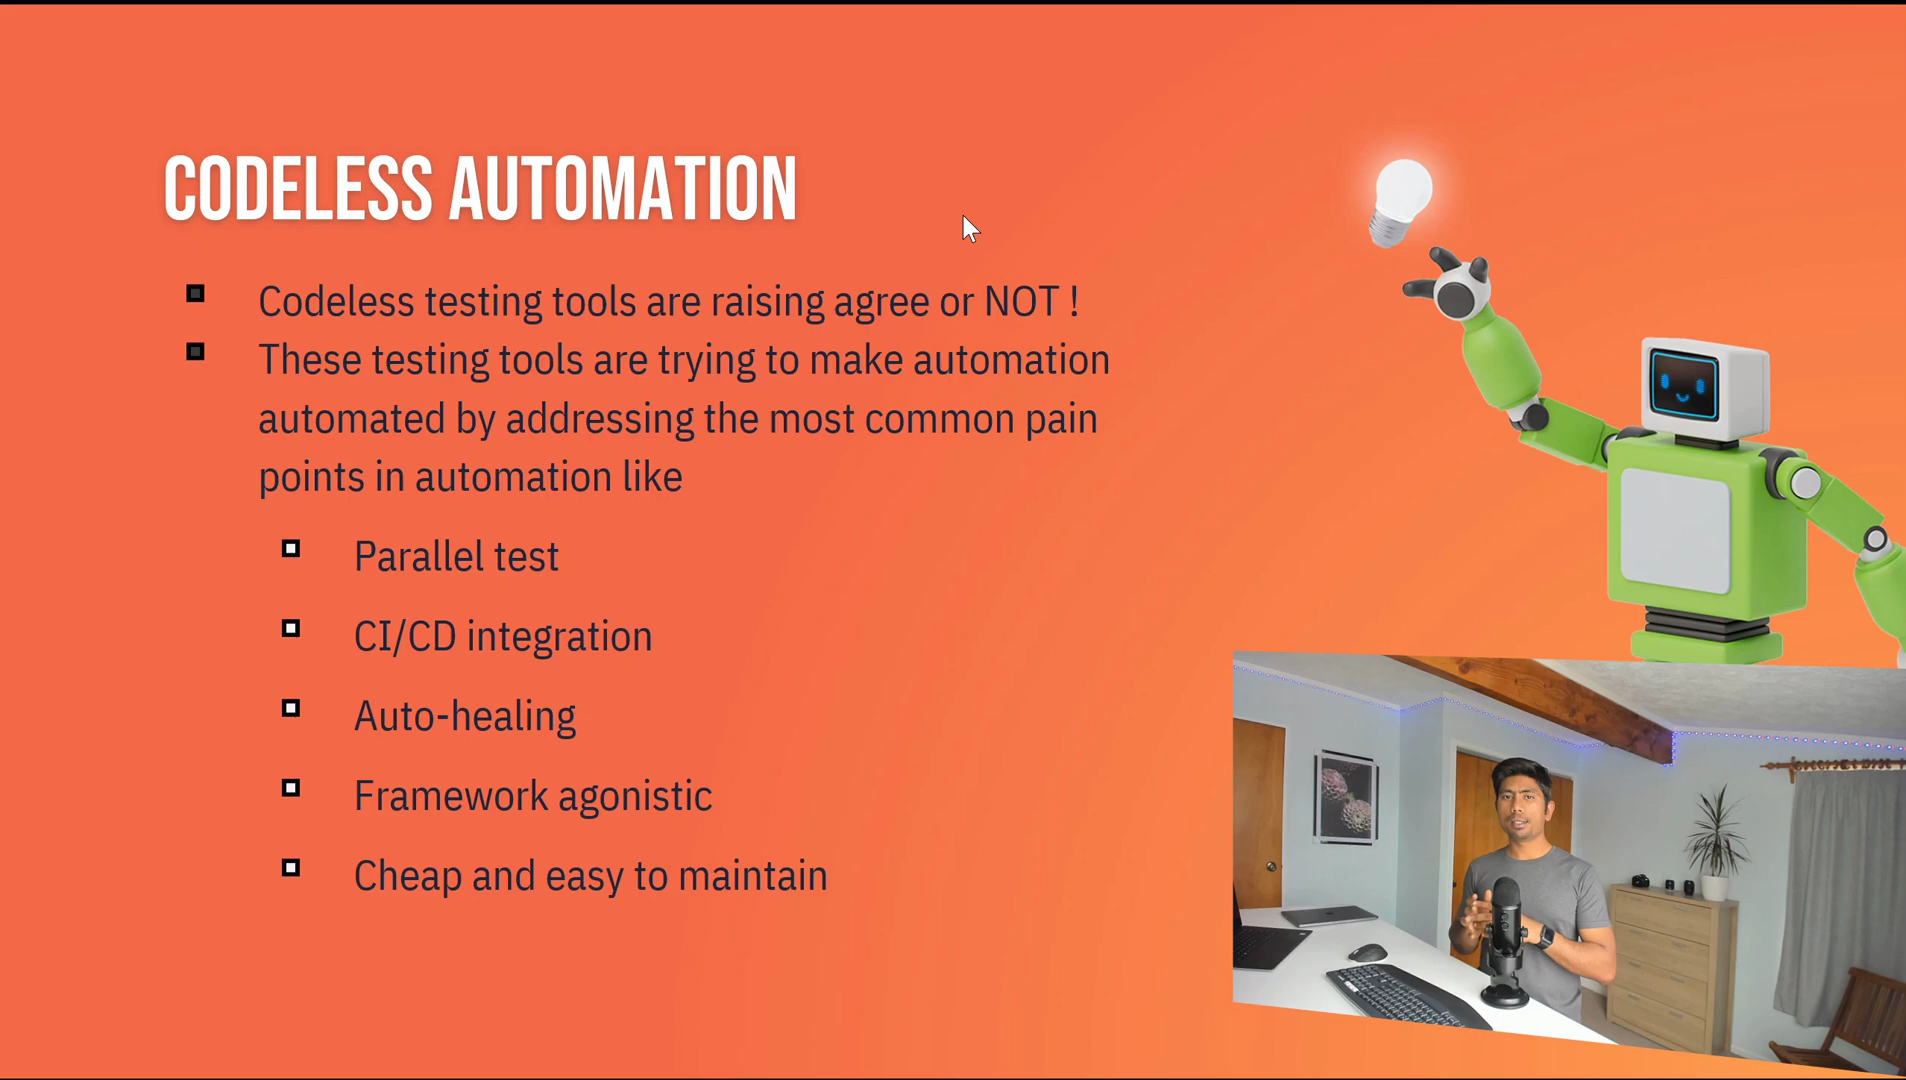 CODELESS AUTOMATION
Codeless testing tools are raising agree or NOT !
These testing tools are trying to make automation
automated by addressing the most common pain
points in automation like
Parallel test
CI/CD integration
Auto-healing
Framework agonistic
Cheap and easy to maintain